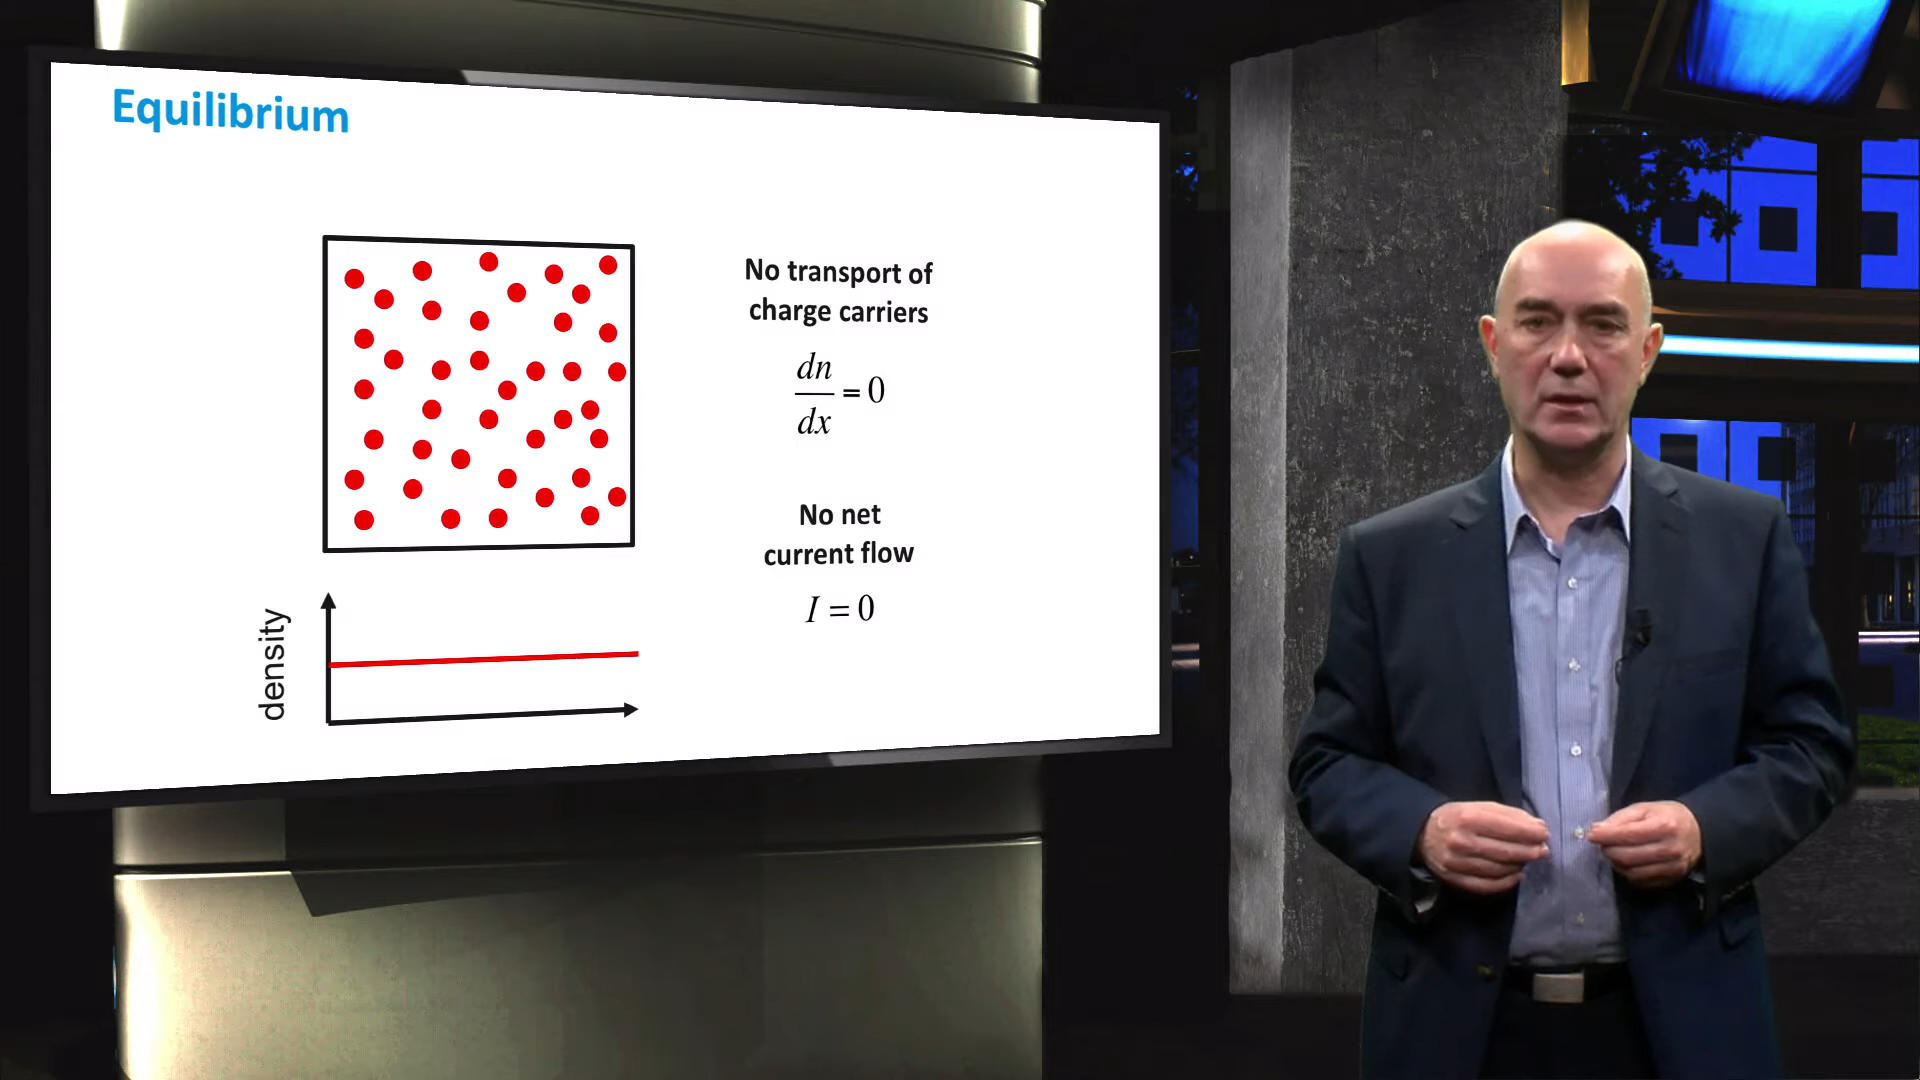 Equilibrium
No transport of
charge carriers
dn
dx
= 0
No net
current flow
I = 0
density